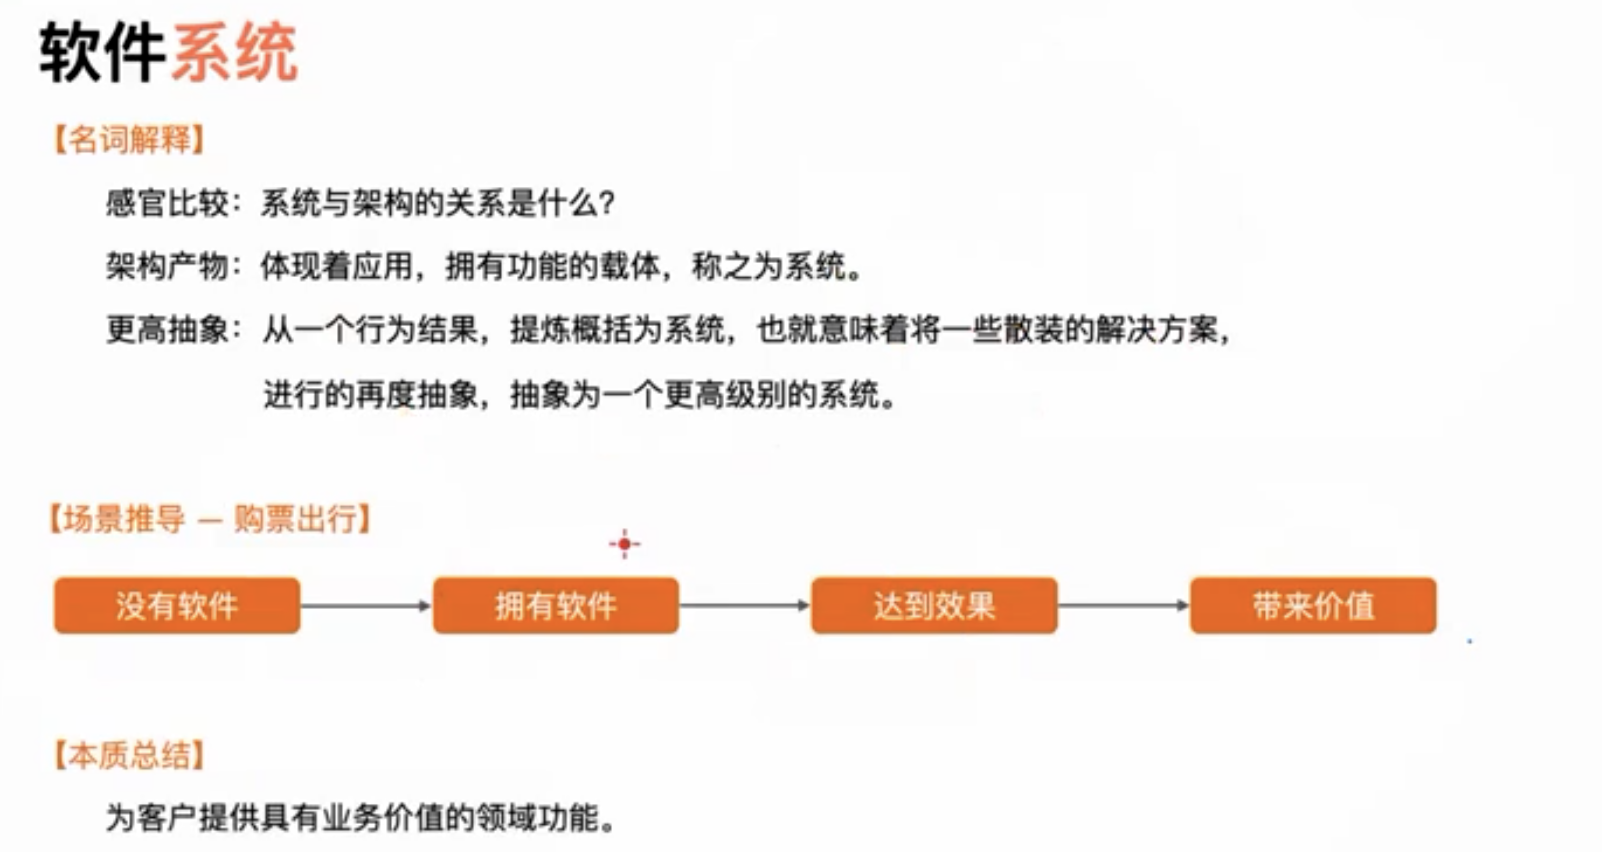 软件系统
【名词解释】
感官比较：系统与架构的关系是什么？
架构产物：体现着应用，拥有功能的载体，称之为系统。
更高抽象：从一个行为结果，提炼概括为系统，也就意味着将一些散装的解决方案，
进行的再度抽象，抽象为一个更高级别的系统。
【场景推导 — 购票出行】
没有软件
拥有软件
达到效果
带来价值
【本质总结】
为客户提供具有业务价值的领域功能。